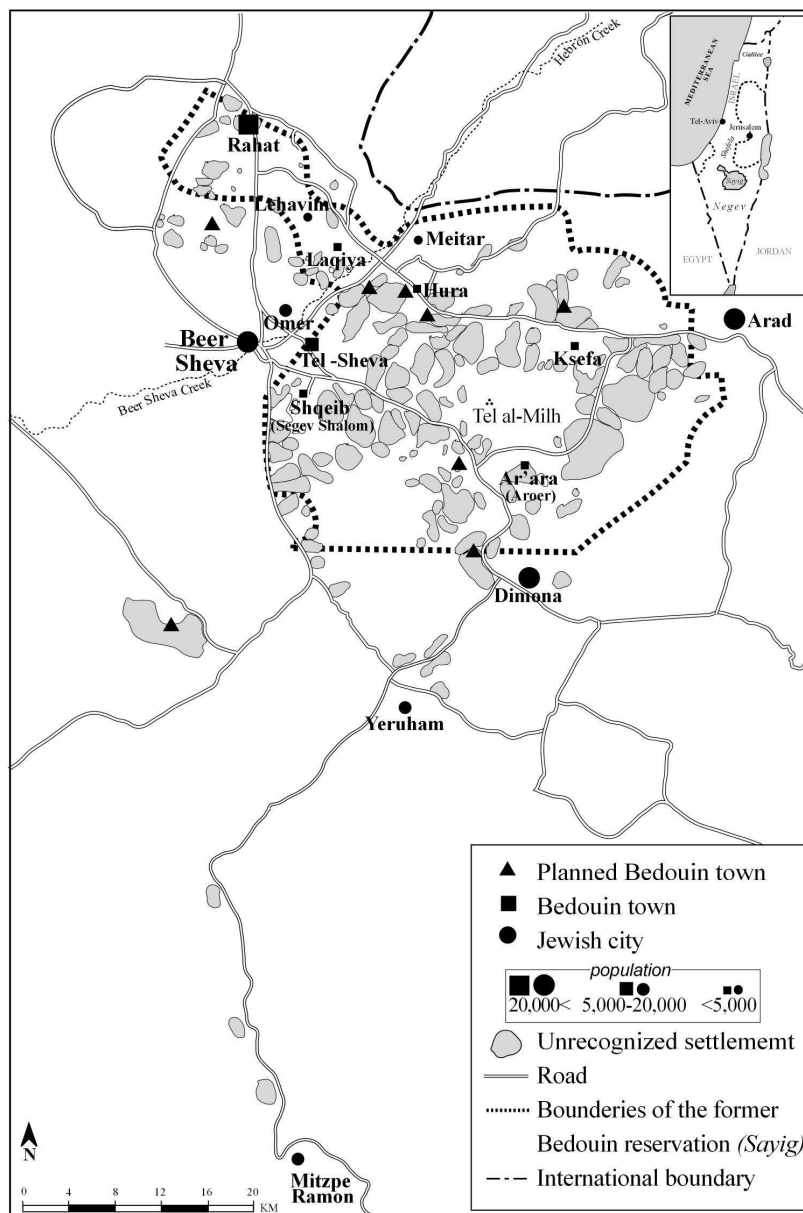 Hebron Creek
Rahat
Lehavim
Meitar
Laqiya
Hura
Omer
Beer
Sheva
Tel -Sheva
Ksefa
Arad
Beer Sheva Creek
Shqeib
(Segev Shalom)
Tel al-Milh
Ar'ara
(Aroer)
Dimona
Yeruham
Mitzpe
Ramon
MEDITERRANEAN
SEA
Galilee
ISRAEL
Tel-Aviv
Jerusalem
Shefela
Sayig
Negev
EGYPT
JORDAN
Planned Bedouin town
Bedouin town
Jewish city
population
20,000< 5,000-20,000 <5,000
Unrecognized settlememt
Road
Bounderies of the former
Bedouin reservation (Sayig)
International boundary
N
0 4 8 12 16 20
KM